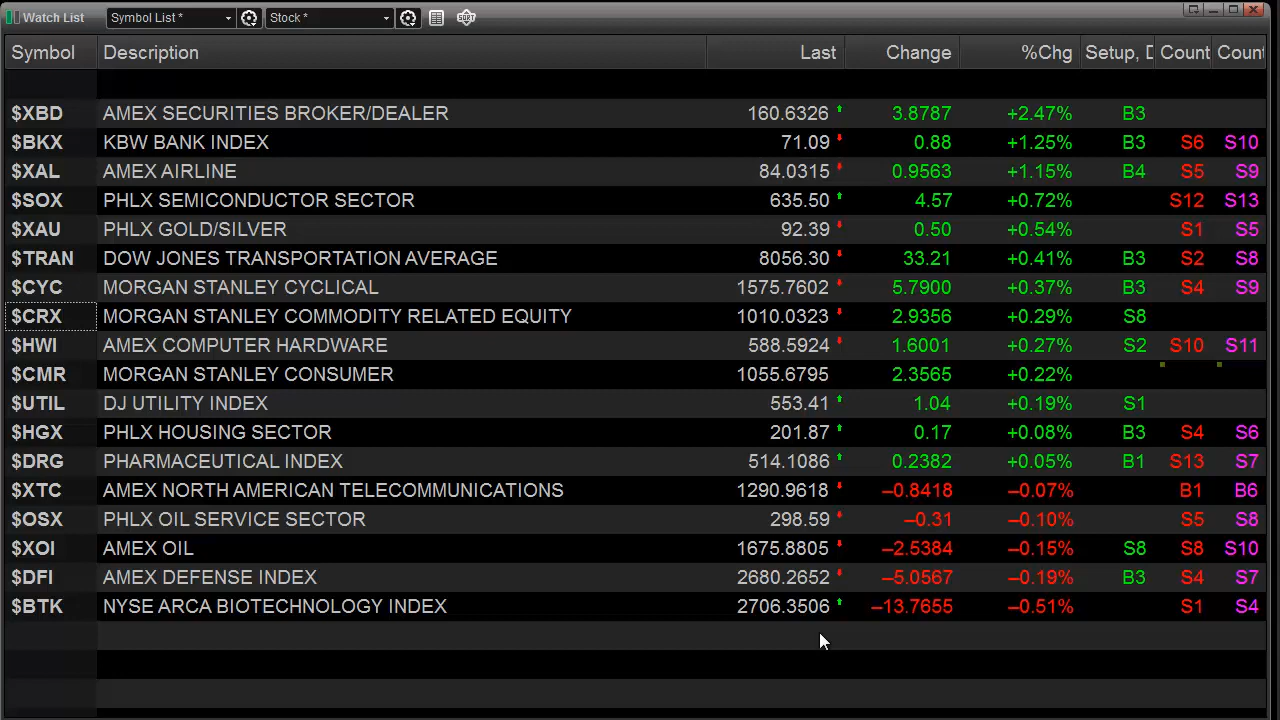 Watch List Symbol List * Stock * SORT
Symbol Description Last Change %Chg Setup, D Count Count
$XBD AMEX SECURITIES BROKER/DEALER 160.6326 3.8787 +2.47% B3
$BKX KBW BANK INDEX 71.09 0.88 +1.25% B3 S6 S10
$XAL AMEX AIRLINE 84.0315 0.9563 +1.15% B4 S5 S9
$SOX PHLX SEMICONDUCTOR SECTOR 635.50 4.57 +0.72% S12 S13
$XAU PHLX GOLD/SILVER 92.39 0.50 +0.54% S1 S5
$TRAN DOW JONES TRANSPORTATION AVERAGE 8056.30 33.21 +0.41% B3 S2 S8
$CYC MORGAN STANLEY CYCLICAL 1575.7602 5.7900 +0.37% B3 S4 S9
$CRX MORGAN STANLEY COMMODITY RELATED EQUITY 1010.0323 2.9356 +0.29% S8
$HWI AMEX COMPUTER HARDWARE 588.5924 1.6001 +0.27% S2 S10 S11
$CMR MORGAN STANLEY CONSUMER 1055.6795 2.3565 +0.22%
$UTIL DJ UTILITY INDEX 553.41 1.04 +0.19% S1
$HGX PHLX HOUSING SECTOR 201.87 0.17 +0.08% B3 S4 S6
$DRG PHARMACEUTICAL INDEX 514.1086 0.2382 +0.05% B1 S13 S7
$XTC AMEX NORTH AMERICAN TELECOMMUNICATIONS 1290.9618 –0.8418 –0.07% B1 B6
$OSX PHLX OIL SERVICE SECTOR 298.59 –0.31 –0.10% S5 S8
$XOI AMEX OIL 1675.8805 –2.5384 –0.15% S8 S8 S10
$DFI AMEX DEFENSE INDEX 2680.2652 –5.0567 –0.19% B3 S4 S7
$BTK NYSE ARCA BIOTECHNOLOGY INDEX 2706.3506 –13.7655 –0.51% S1 S4